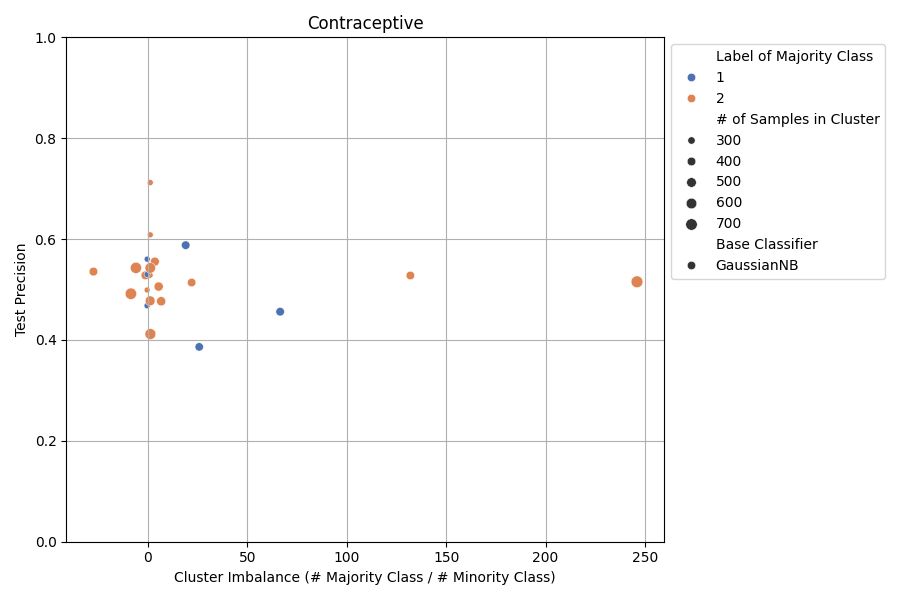 Contraceptive
1.0
0.8
0.6
0.4
0.2
0.0
Test Precision
0
50
100
150
200
250
Cluster Imbalance (# Majority Class / # Minority Class)
Label of Majority Class
1
2
# of Samples in Cluster
300
400
500
600
700
Base Classifier
GaussianNB